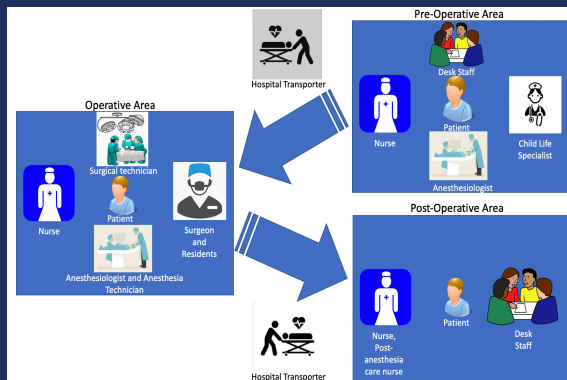 Pre-Operative Area
Desk Staff
Nurse
Patient
Child Life
Specialist
Anesthesiologist
Hospital Transporter
Operative Area
Surgical technician
Nurse
Patient
Surgeon
and
Residents
Anesthesiologist and Anesthesia
Technician
Hospital Transporter
Post-Operative Area
Nurse,
Post-
anesthesia
care nurse
Patient
Desk
Staff